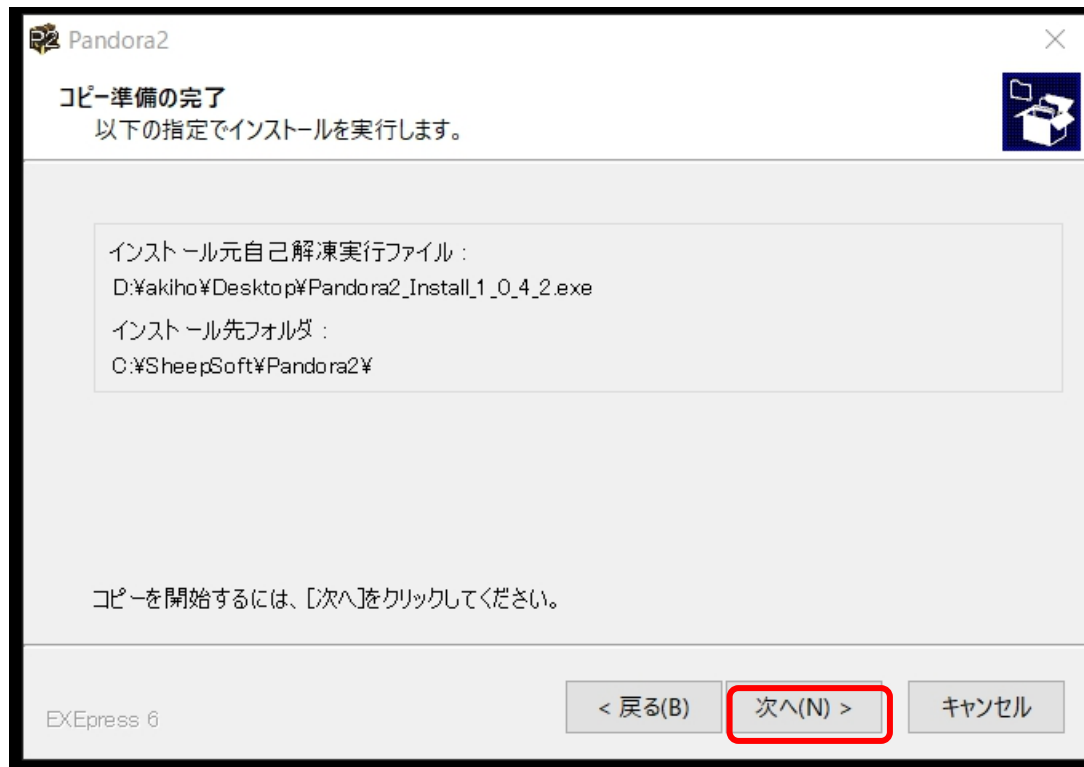 Pandora2
コピー準備の完了
以下の指定でインストールを実行します。
インストール元自己解凍実行ファイル：
D:¥akiho¥Desktop¥Pandora2_Install_1_0_4_2.exe
インストール先フォルダ：
C:¥SheepSoft¥Pandora2¥
コピーを開始するには、[次へ]をクリックしてください。
EXEpress 6
< 戻る(B)
次へ(N) >
キャンセル